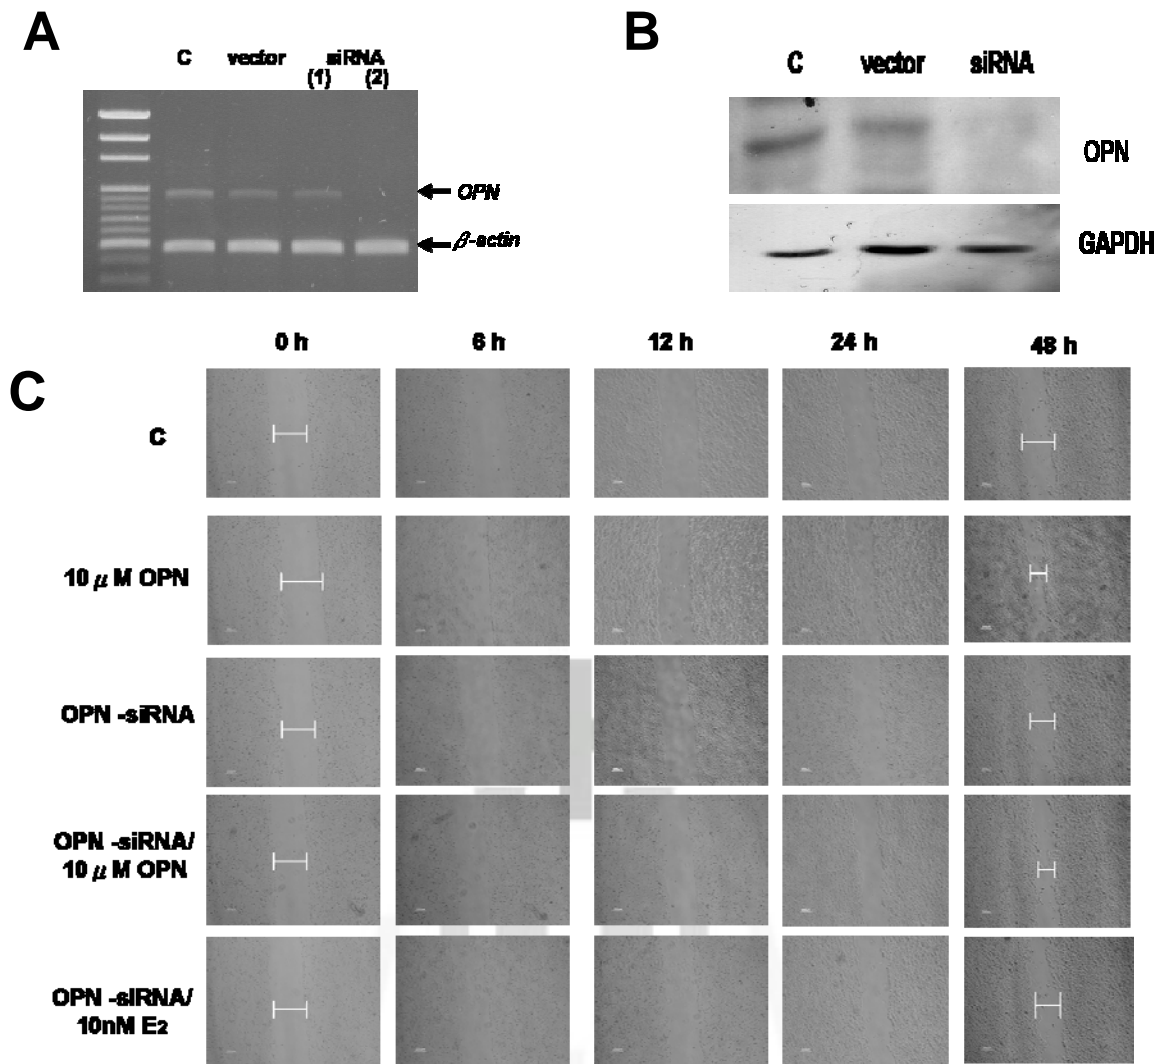 A
C vector siRNA
(1) (2)
OPN
β-actin
B
C vector siRNA
OPN
GAPDH
0 h 6 h 12 h 24 h 48 h
C
C
10 μ M OPN
OPN -siRNA
OPN -siRNA/
10 μ M OPN
OPN -siRNA/
10nM E2